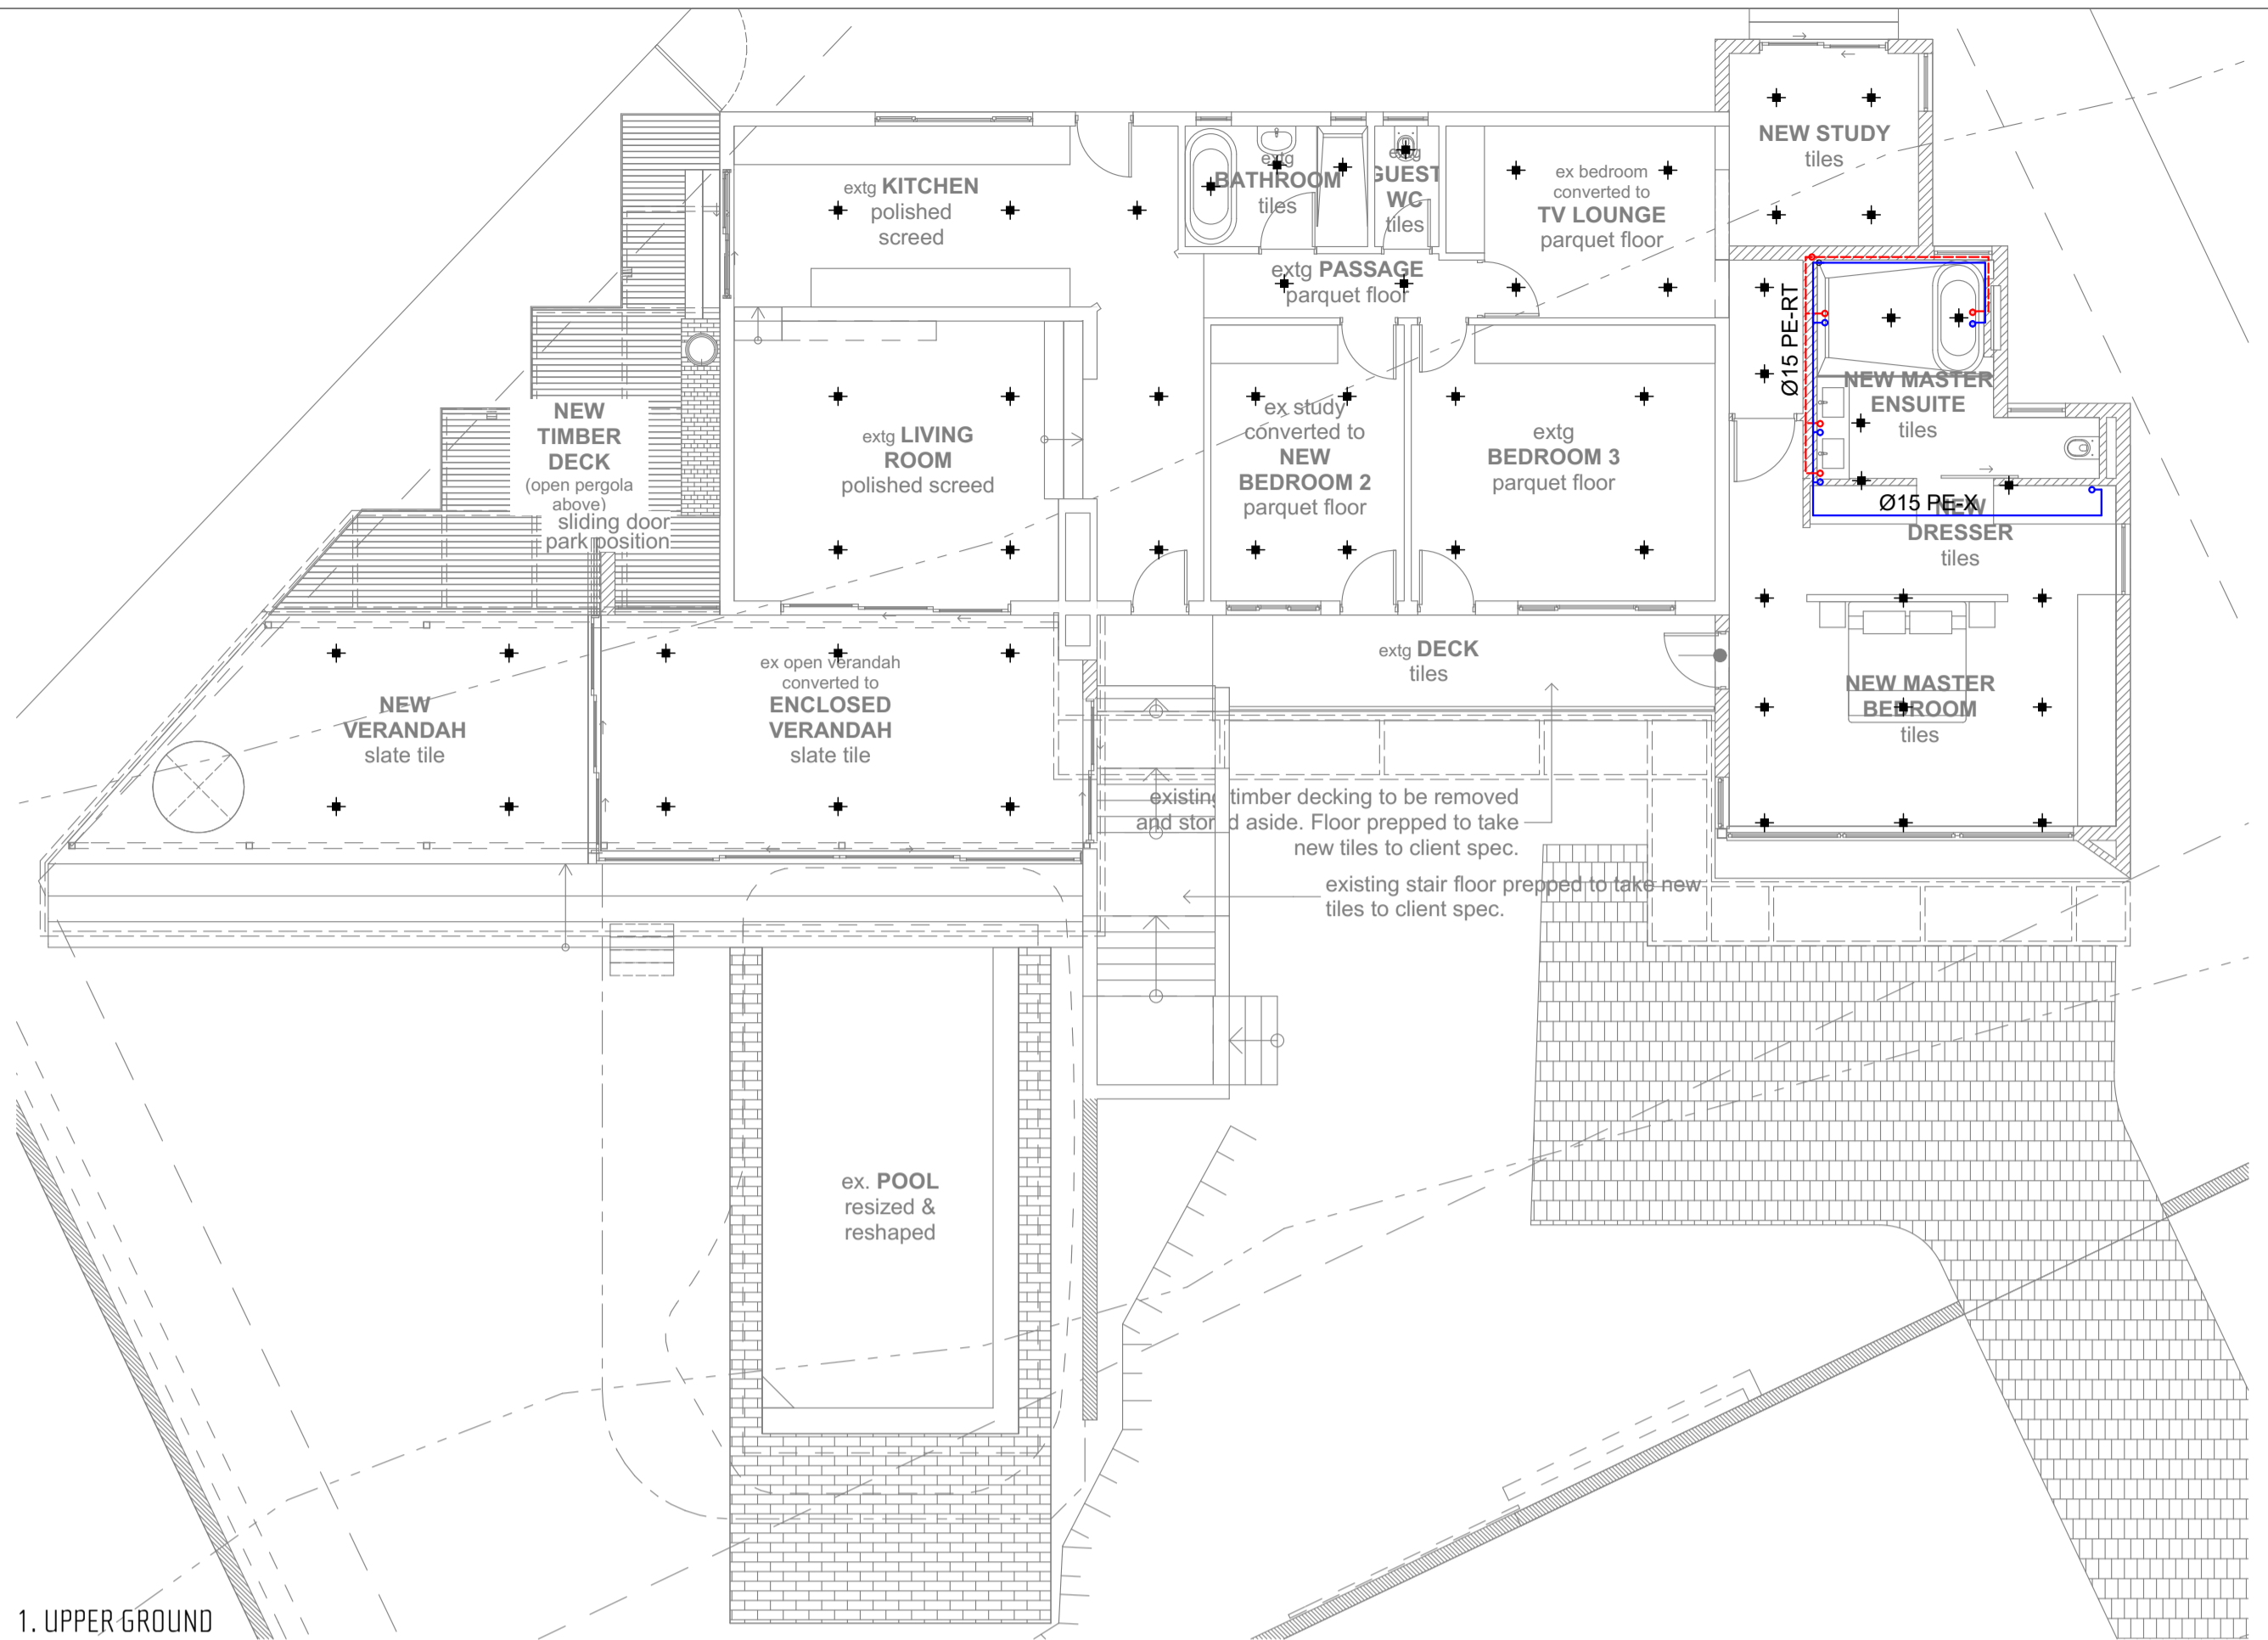 NEW STUDY
tiles
extg KITCHEN
polished
screed
extg
BATHROOM
tiles
extg
GUEST
WC
tiles
ex bedroom
converted to
TV LOUNGE
parquet floor
extg PASSAGE
parquet floor
Ø15 PE-RT
NEW MASTER
ENSUITE
tiles
NEW
TIMBER
DECK
(open pergola
above)
sliding door
park position
extg LIVING
ROOM
polished screed
ex study
converted to
NEW
BEDROOM 2
parquet floor
extg
BEDROOM 3
parquet floor
Ø15 PE-X
NEW
DRESSER
tiles
NEW
VERANDAH
slate tile
ex open verandah
converted to
ENCLOSED
VERANDAH
slate tile
extg DECK
tiles
NEW MASTER
BEDROOM
tiles
existing timber decking to be removed
and stored aside. Floor prepped to take
new tiles to client spec.
existing stair floor prepped to take new
tiles to client spec.
ex. POOL
resized &
reshaped
1. UPPER GROUND